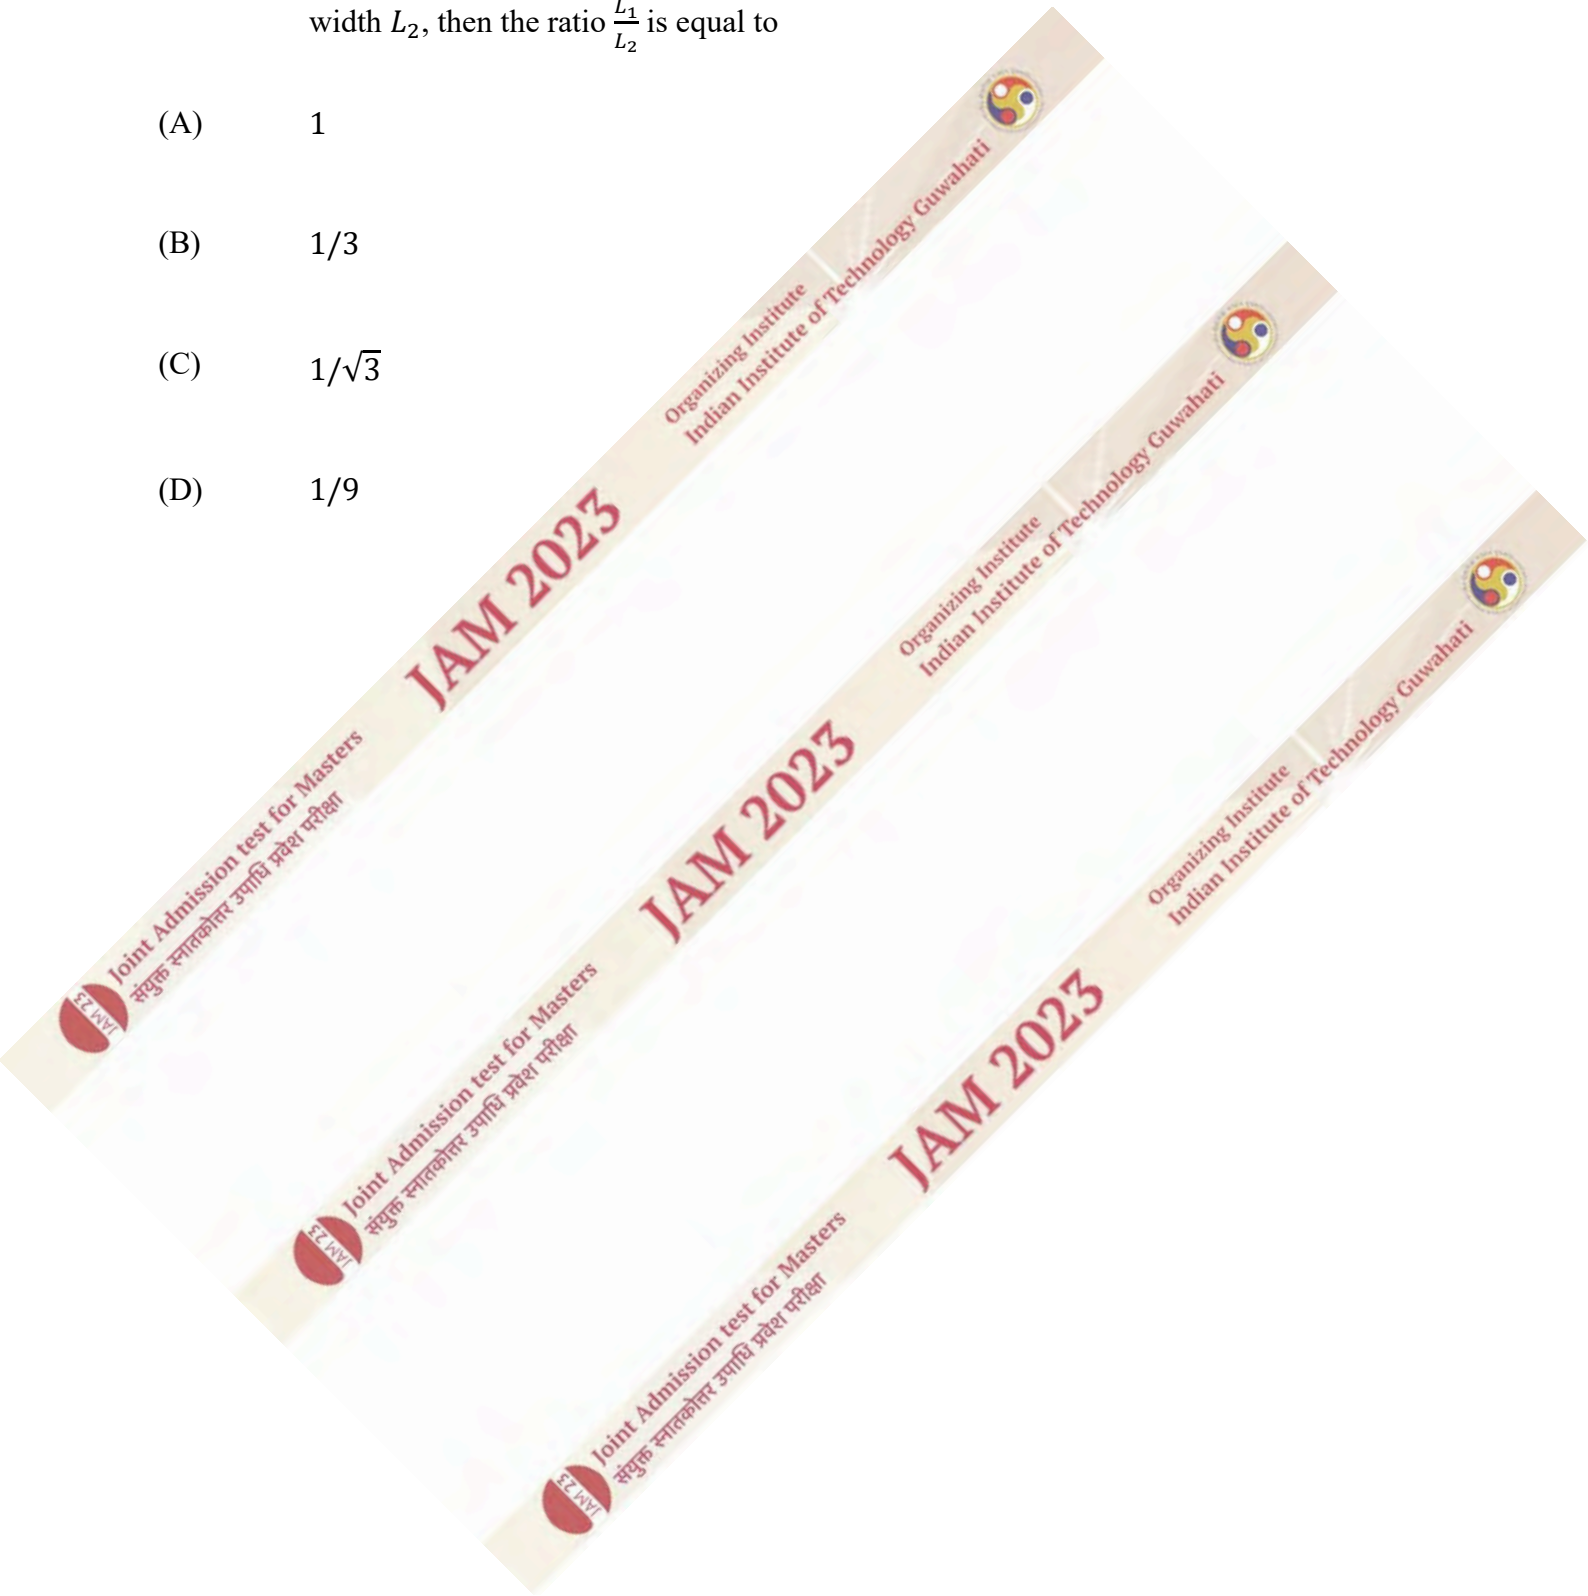 width 𝐿₂, then the ratio 𝐿₁/𝐿₂ is equal to
(A) 1
(B) 1/3
(C) 1/√3
(D) 1/9
Organizing Institute
Indian Institute of Technology Guwahati
JAM 2023
Joint Admission test for Masters
संयुक्त स्नातकोत्तर उपाधि प्रवेश परीक्षा
JAM 23
Organizing Institute
Indian Institute of Technology Guwahati
JAM 2023
Joint Admission test for Masters
संयुक्त स्नातकोत्तर उपाधि प्रवेश परीक्षा
JAM 23
Organizing Institute
Indian Institute of Technology Guwahati
JAM 2023
Joint Admission test for Masters
संयुक्त स्नातकोत्तर उपाधि प्रवेश परीक्षा
JAM 23